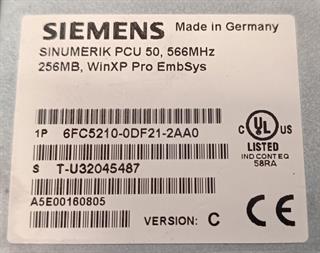 SIEMENS Made in Germany
SINUMERIK PCU 50, 566MHz
256MB, WinXP Pro EmbSys
1P 6FC5210-0DF21-2AA0
S T-U32045487
A5E00160805
VERSION: C
C UL US
LISTED
IND CONT EQ
58RA
CE